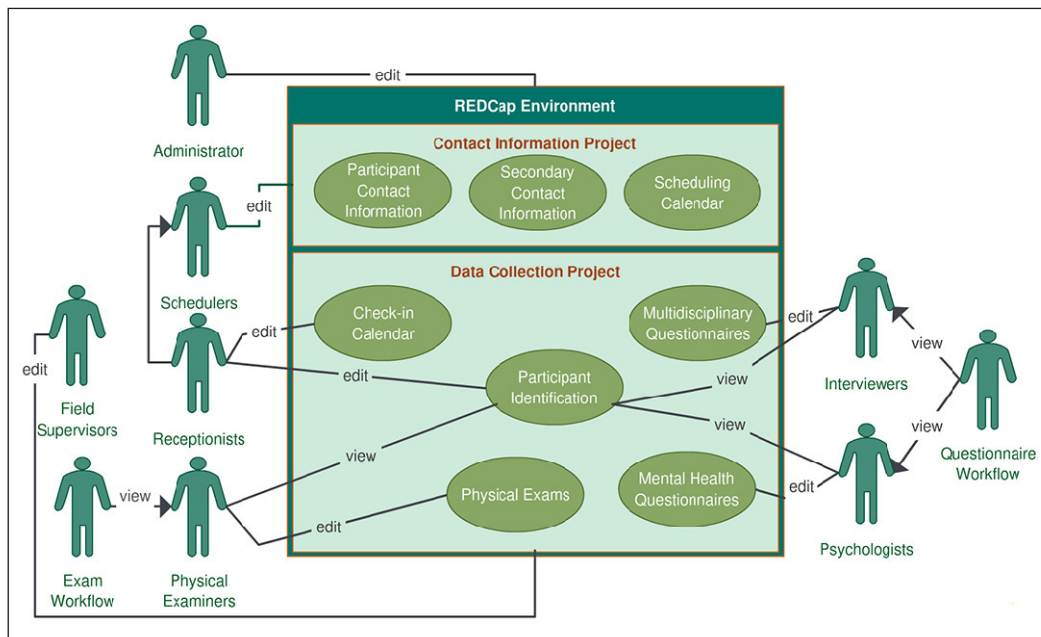 edit
REDCap Environment
Administrator
Contact Information Project
Participant
Contact
Information
Secondary
Contact
Information
Scheduling
Calendar
edit
Schedulers
Data Collection Project
Check-in
Calendar
Multidisciplinary
Questionnaires
edit
edit
view
Interviewers
edit
edit
Participant
Identification
view
Field
Supervisors
Receptionists
view
view
Questionnaire
Workflow
view
view
Physical Exams
Mental Health
Questionnaires
edit
edit
Psychologists
Exam
Workflow
Physical
Examiners